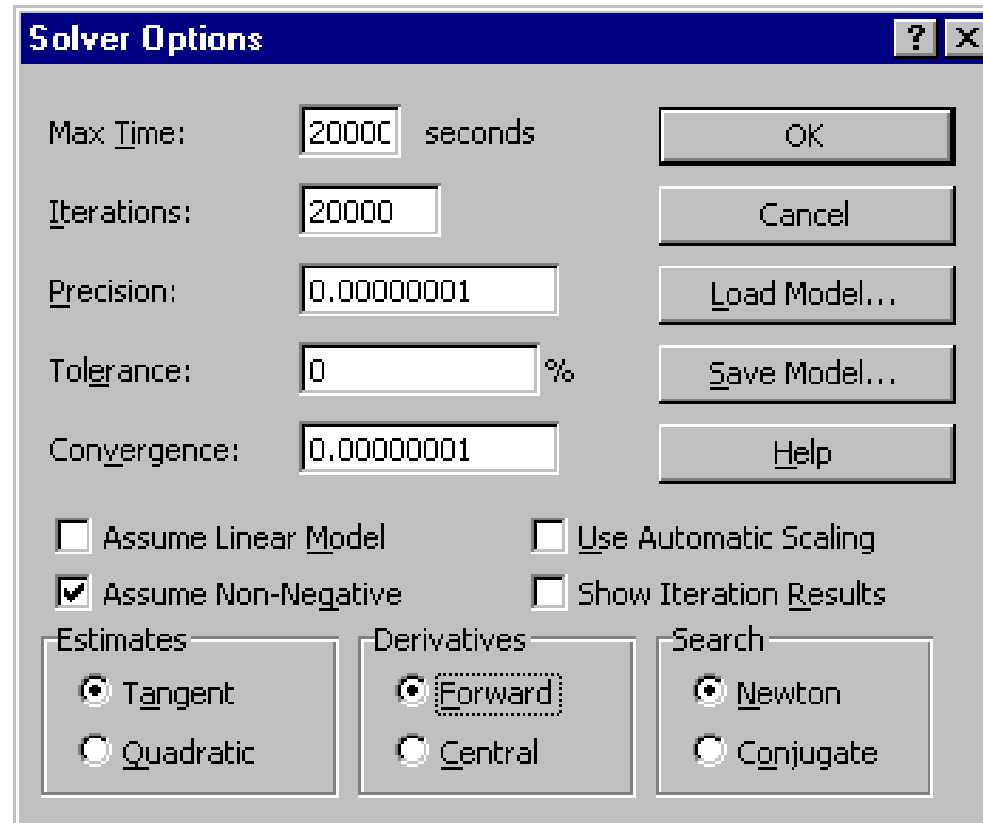 Solver Options
Max Time: 20000 seconds
OK
Iterations: 20000
Cancel
Precision: 0.00000001
Load Model...
Tolerance: 0 %
Save Model...
Convergence: 0.00000001
Help
Assume Linear Model
Use Automatic Scaling
Assume Non-Negative
Show Iteration Results
Estimates
Tangent
Quadratic
Derivatives
Forward
Central
Search
Newton
Conjugate